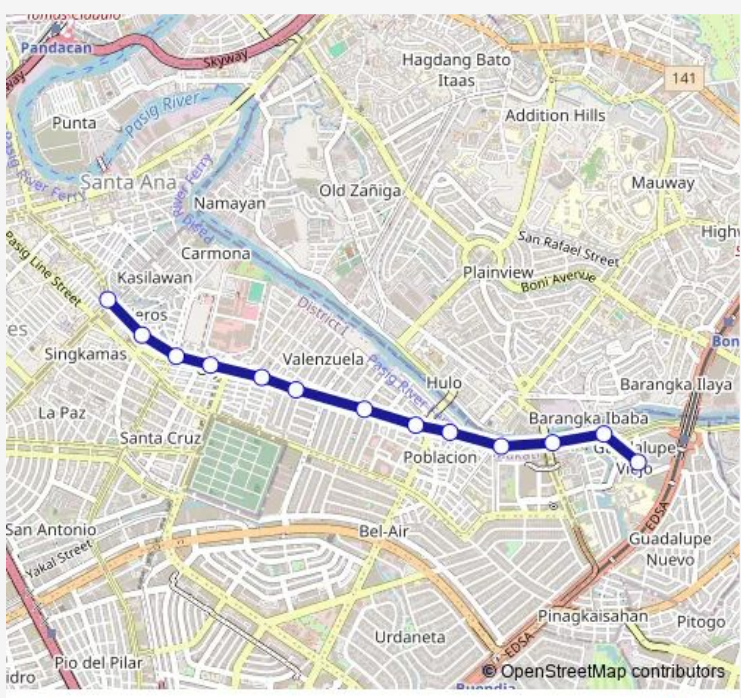 Tomas Claudio
Pandacan
Skyway
Hagdang Bato
Itaas
141
Pasig River
Punta
Addition Hills
Pasig River Ferry
Santa Ana
Mauway
Old Zañiga
Namayan
Pasig Line Street
San Rafael Street
Carmona
Plainview
Kasilawan
Boni Avenue
District I
Singkamas
Valenzuela
Pasig River
Hulo
Barangka Ilaya
La Paz
Barangka Ibaba
Santa Cruz
Poblacion
Viejo
San Antonio
Bel-Air
EDSA
Yakal Street
Guadalupe
Nuevo
Pinagkaisahan
Pitogo
Urdaneta
EDSA
Pio del Pilar
© OpenStreetMap contributors
Buendia